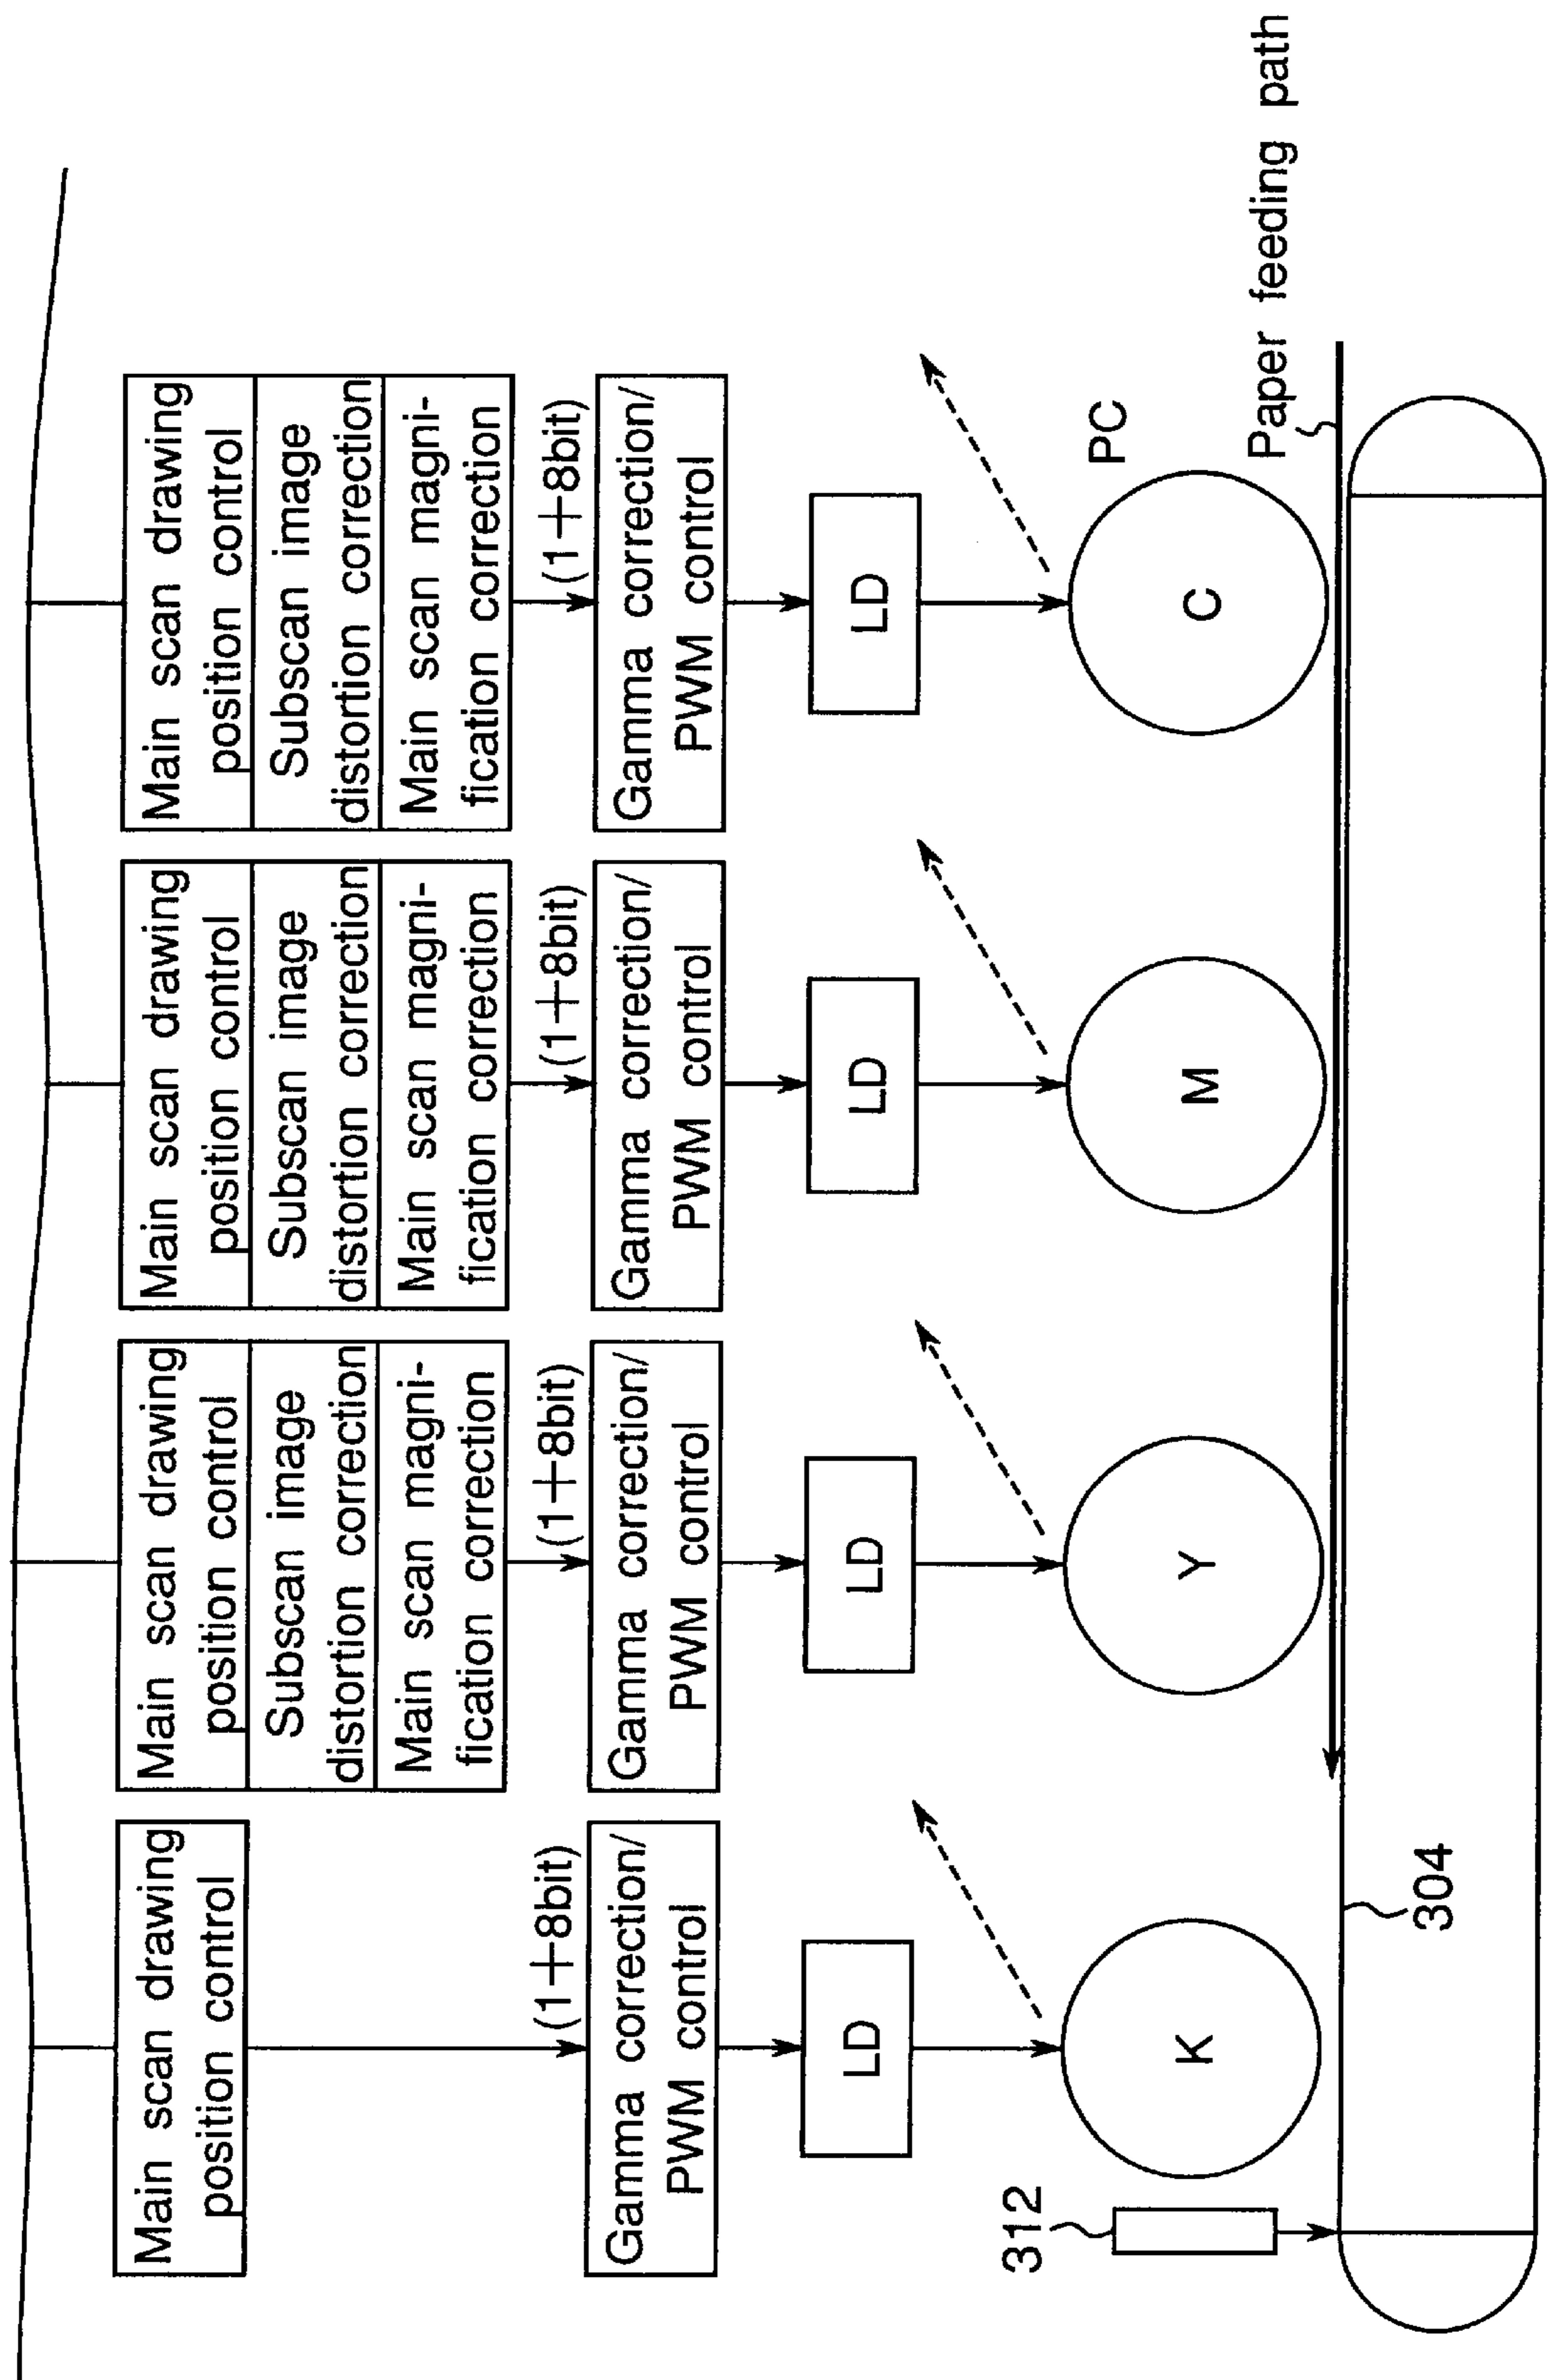 Main scan drawing
position control
Main scan drawing
position control
Subscan image
distortion correction
Main scan magni-
fication correction
Main scan drawing
position control
Subscan image
distortion correction
Main scan magni-
fication correction
Main scan drawing
position control
Subscan image
distortion correction
Main scan magni-
fication correction
(1+8bit)
(1+8bit)
(1+8bit)
(1+8bit)
Gamma correction/
PWM control
Gamma correction/
PWM control
Gamma correction/
PWM control
Gamma correction/
PWM control
LD
LD
LD
LD
312
K
Y
M
C
PC
Paper feeding path
304